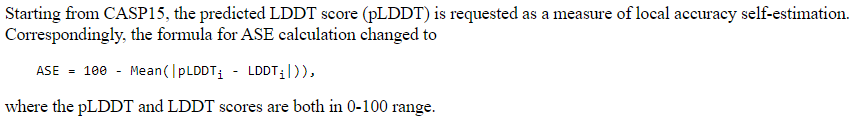 Starting from CASP15, the predicted LDDT score (pLDDT) is requested as a measure of local accuracy self-estimation.
Correspondingly, the formula for ASE calculation changed to
ASE = 100 - Mean(|pLDDTᵢ - LDDTᵢ|)),
where the pLDDT and LDDT scores are both in 0-100 range.